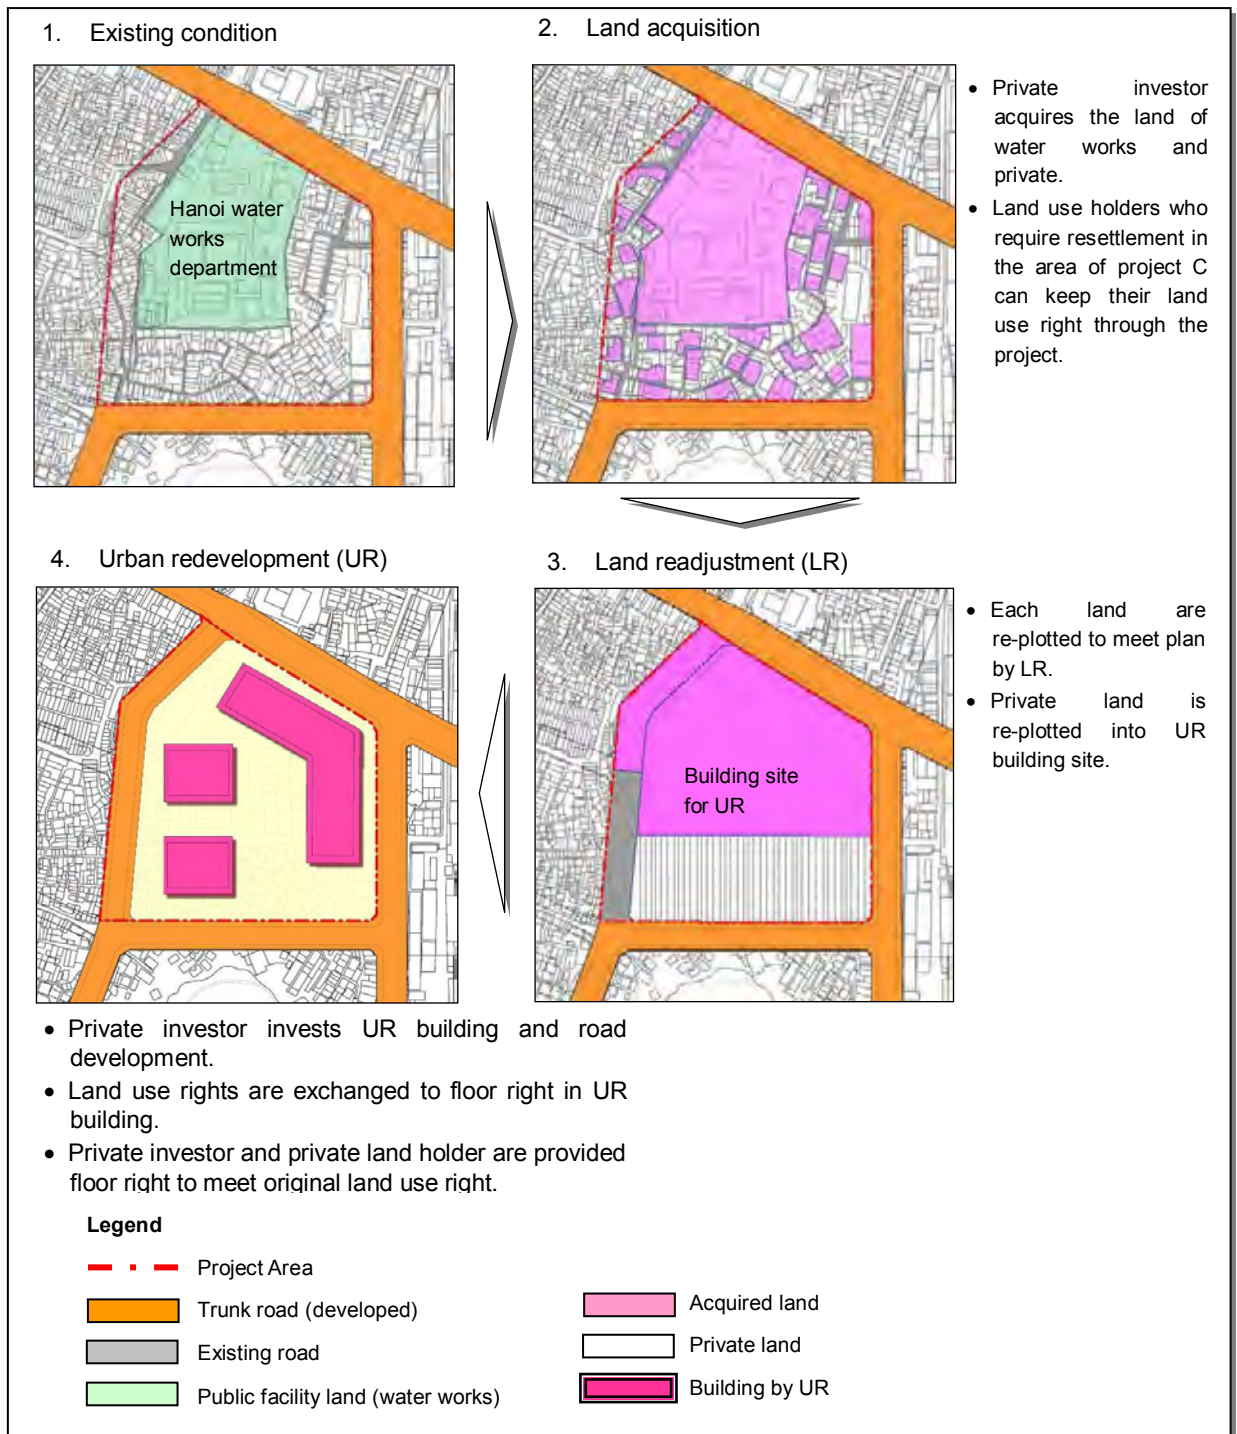 1. Existing condition
Hanoi water
works
department
2. Land acquisition
• Private investor
acquires the land of
water works and
private.
• Land use holders who
require resettlement in
the area of project C
can keep their land
use right through the
project.
3. Land readjustment (LR)
Building site
for UR
• Each land are
re-plotted to meet plan
by LR.
• Private land is
re-plotted into UR
building site.
4. Urban redevelopment (UR)
• Private investor invests UR building and road
development.
• Land use rights are exchanged to floor right in UR
building.
• Private investor and private land holder are provided
floor right to meet original land use right.
Legend
Project Area
Trunk road (developed)
Existing road
Public facility land (water works)
Acquired land
Private land
Building by UR